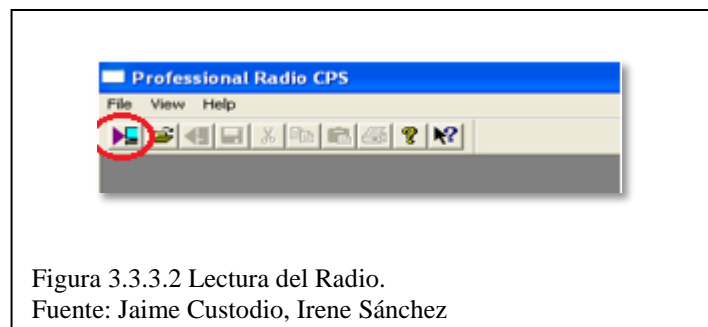 Professional Radio CPS
File View Help
Figura 3.3.3.2 Lectura del Radio.
Fuente: Jaime Custodio, Irene Sánchez